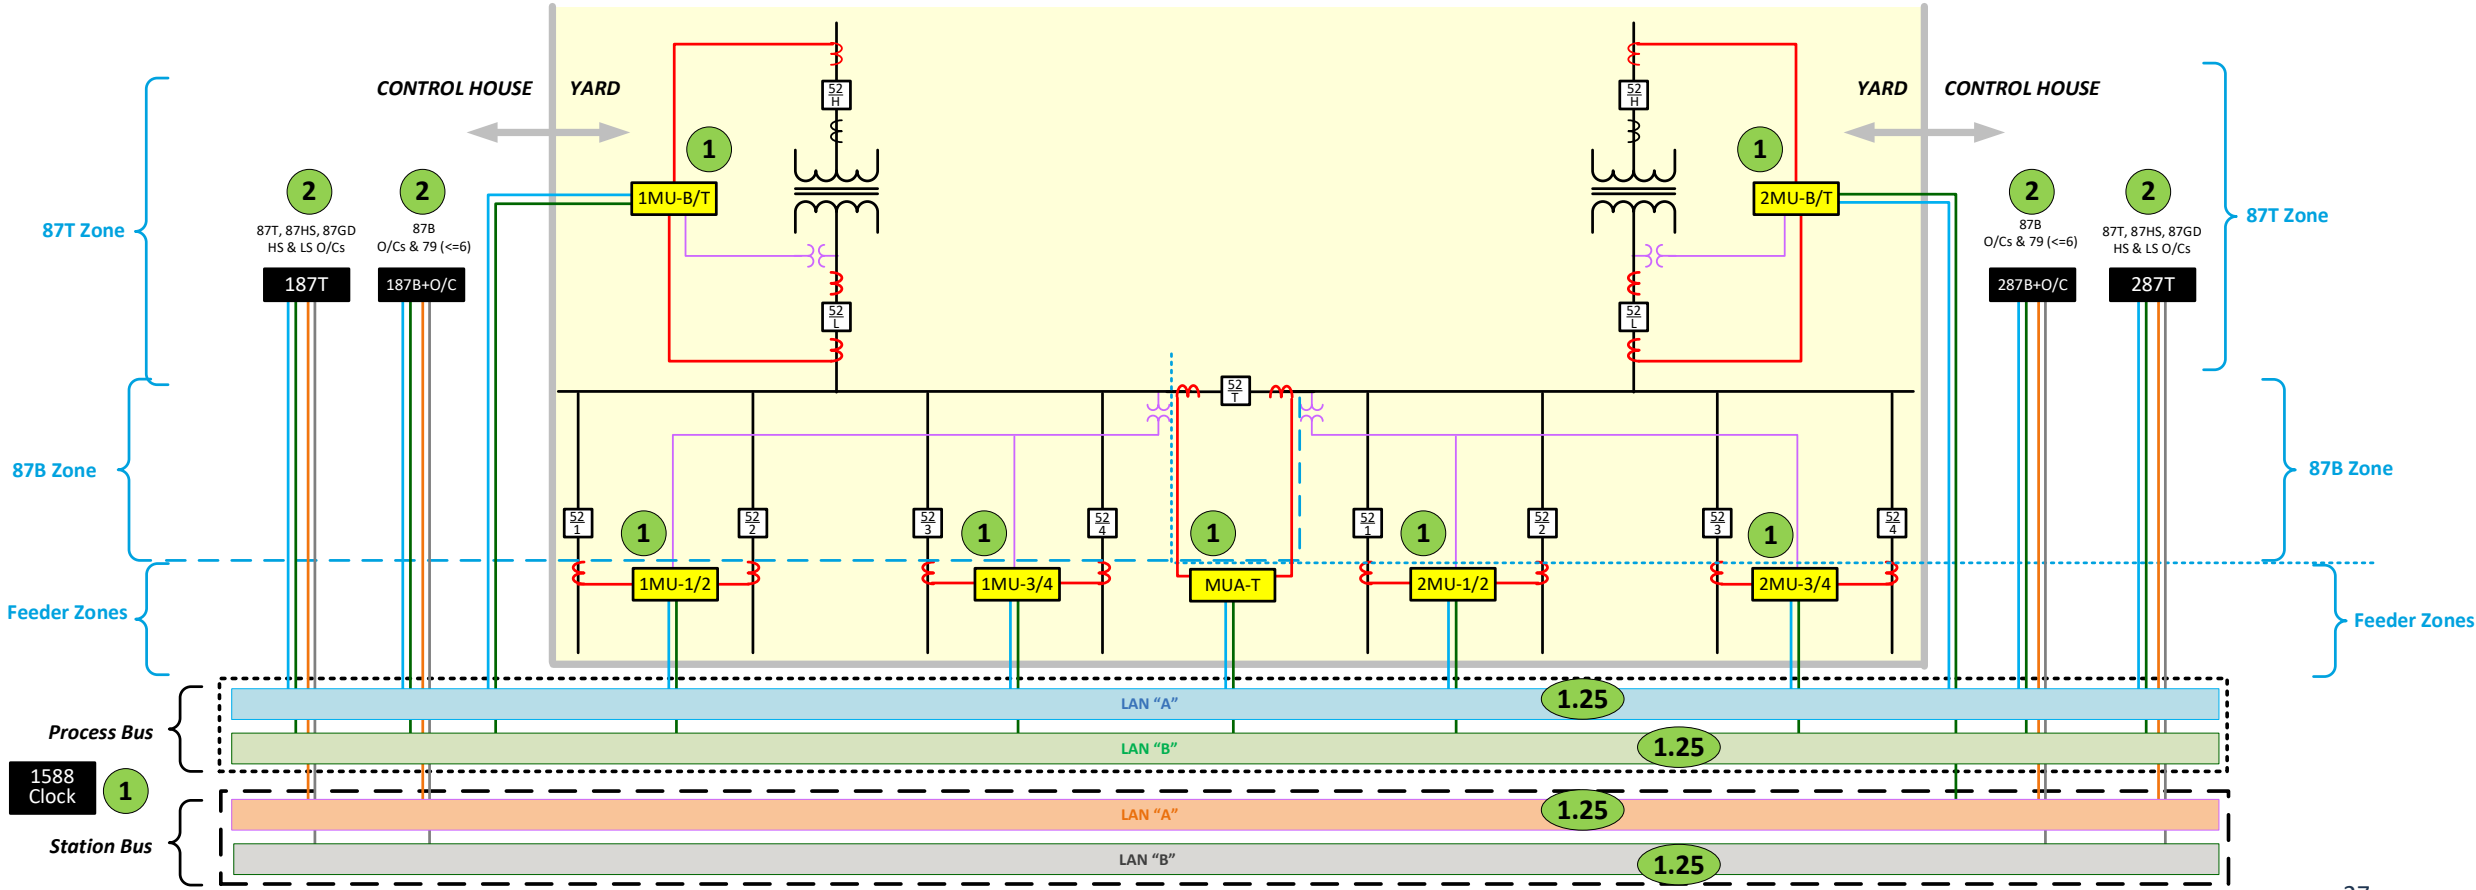 CONTROL HOUSE
YARD
YARD
CONTROL HOUSE
52
H
52
H
1
1
2
2
2
2
1MU-B/T
2MU-B/T
87T Zone
87T, 87HS, 87GD
HS & LS O/Cs
87B
O/Cs & 79 (<=6)
87B
O/Cs & 79 (<=6)
87T, 87HS, 87GD
HS & LS O/Cs
87T Zone
187T
187B+O/C
287B+O/C
287T
52
L
52
L
52
T
87B Zone
87B Zone
52
1
1
52
2
52
3
1
52
4
1
52
1
1
52
2
52
3
1
52
4
1MU-1/2
1MU-3/4
MUA-T
2MU-1/2
2MU-3/4
Feeder Zones
Feeder Zones
Process Bus
LAN “A”
1.25
LAN “B”
1.25
1588
Clock
1
Station Bus
LAN “A”
1.25
LAN “B”
1.25